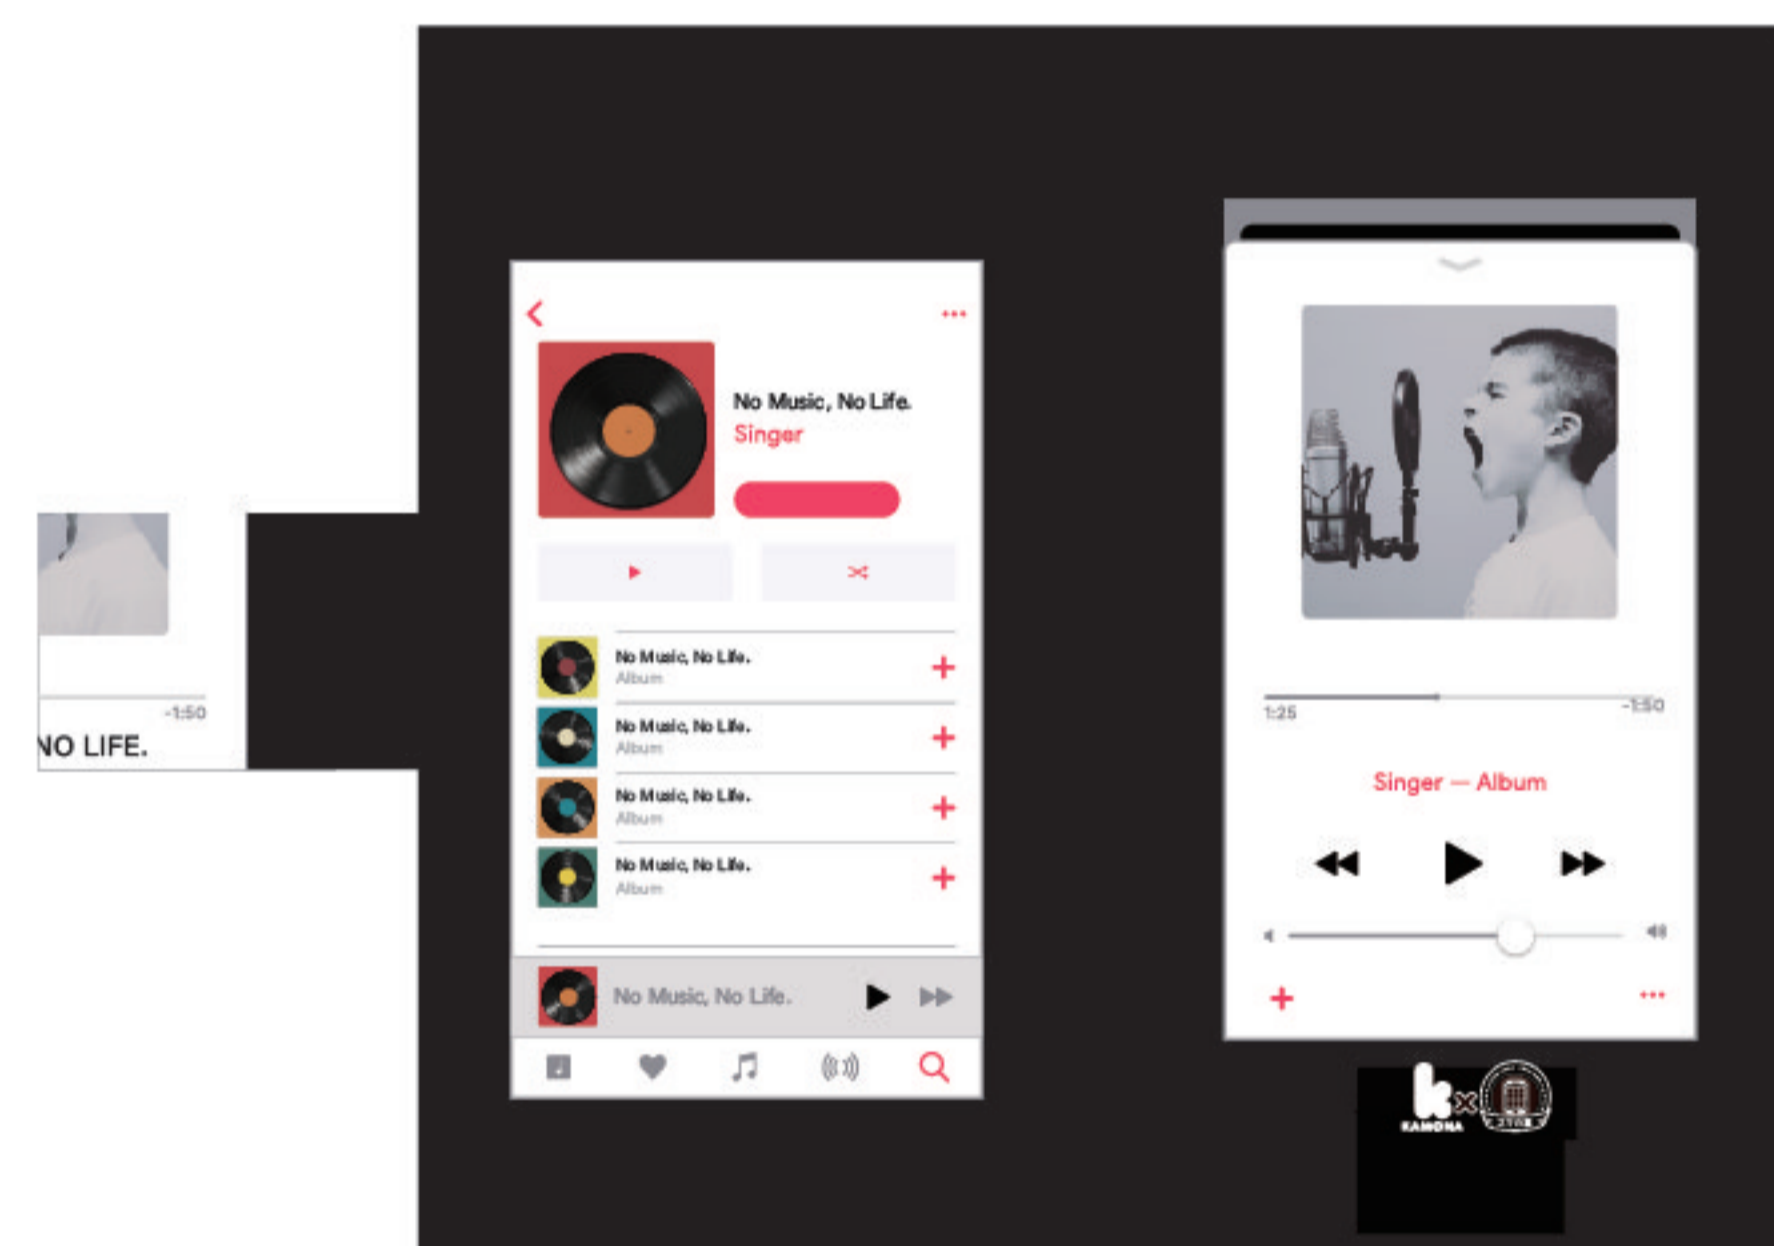 -1:50
NO LIFE.
No Music, No Life.
Singer
No Music, No Life.
Album
No Music, No Life.
Album
No Music, No Life.
Album
No Music, No Life.
Album
No Music, No Life.
1:25
-1:50
Singer — Album
k x
KAMONA